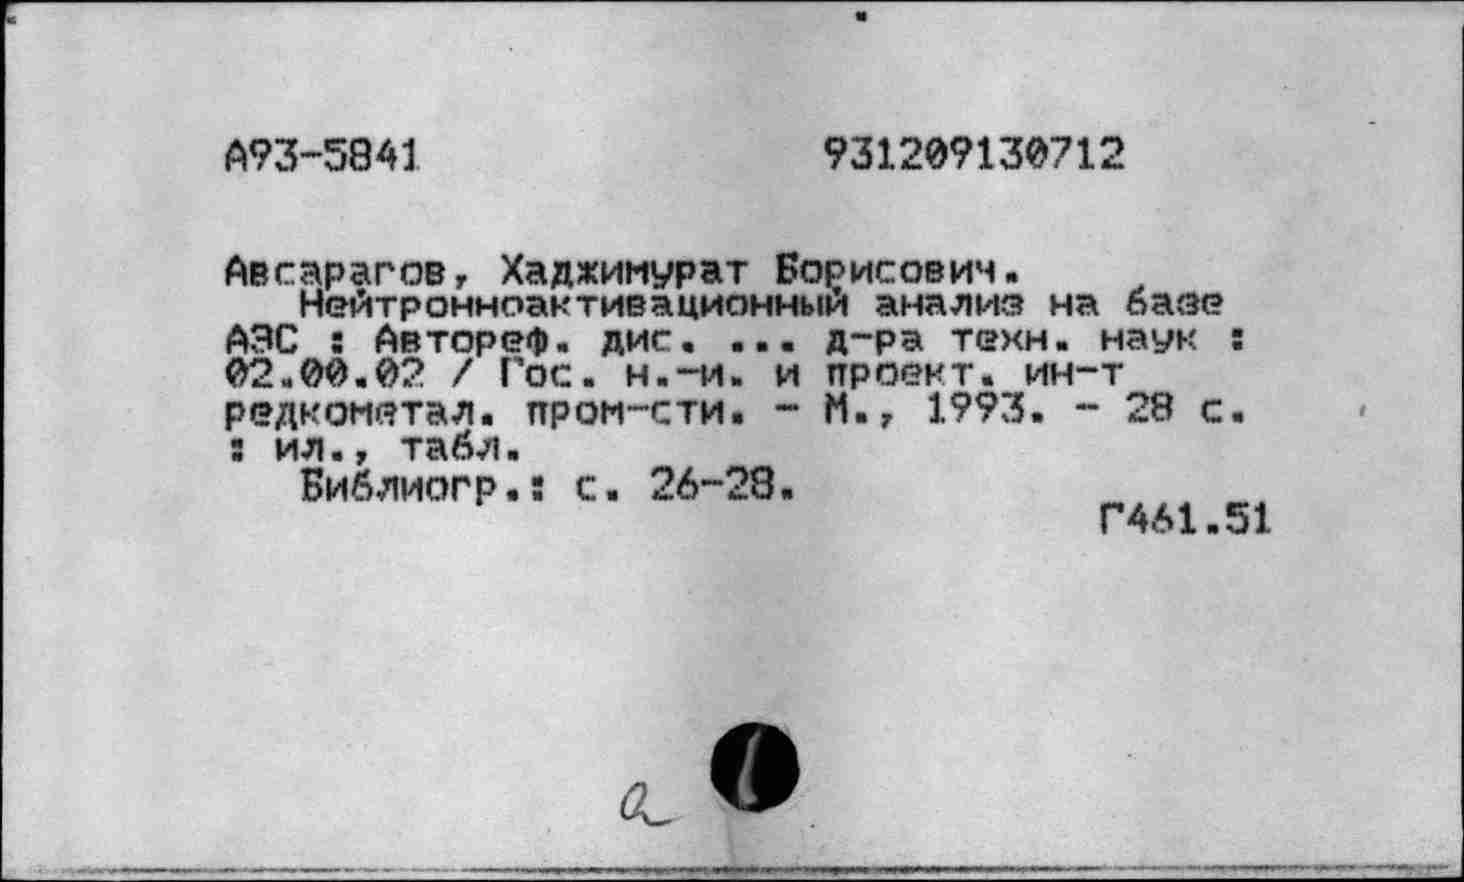 А93-5841 931209130712
Авсарагов, Хаджимурат Борисович.
Нейтронноактивационный анализ на базе
АЭС : Автореф. дис. ... д-ра техн. наук :
02.00.02 / Гос. н.-и. и проект. ин-т
редкометал. пром-сти. - М., 1993. - 28 с.
: ил., табл.
Библиогр.: с. 26-28.
Г461.51
а